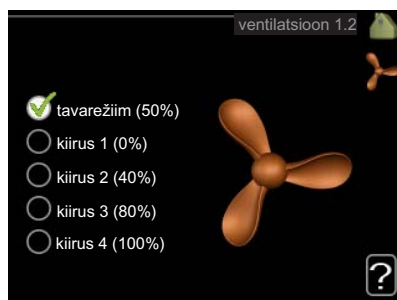 ventilatsioon 1.2
tavarežiim (50%)
kiirus 1 (0%)
kiirus 2 (40%)
kiirus 3 (80%)
kiirus 4 (100%)
?